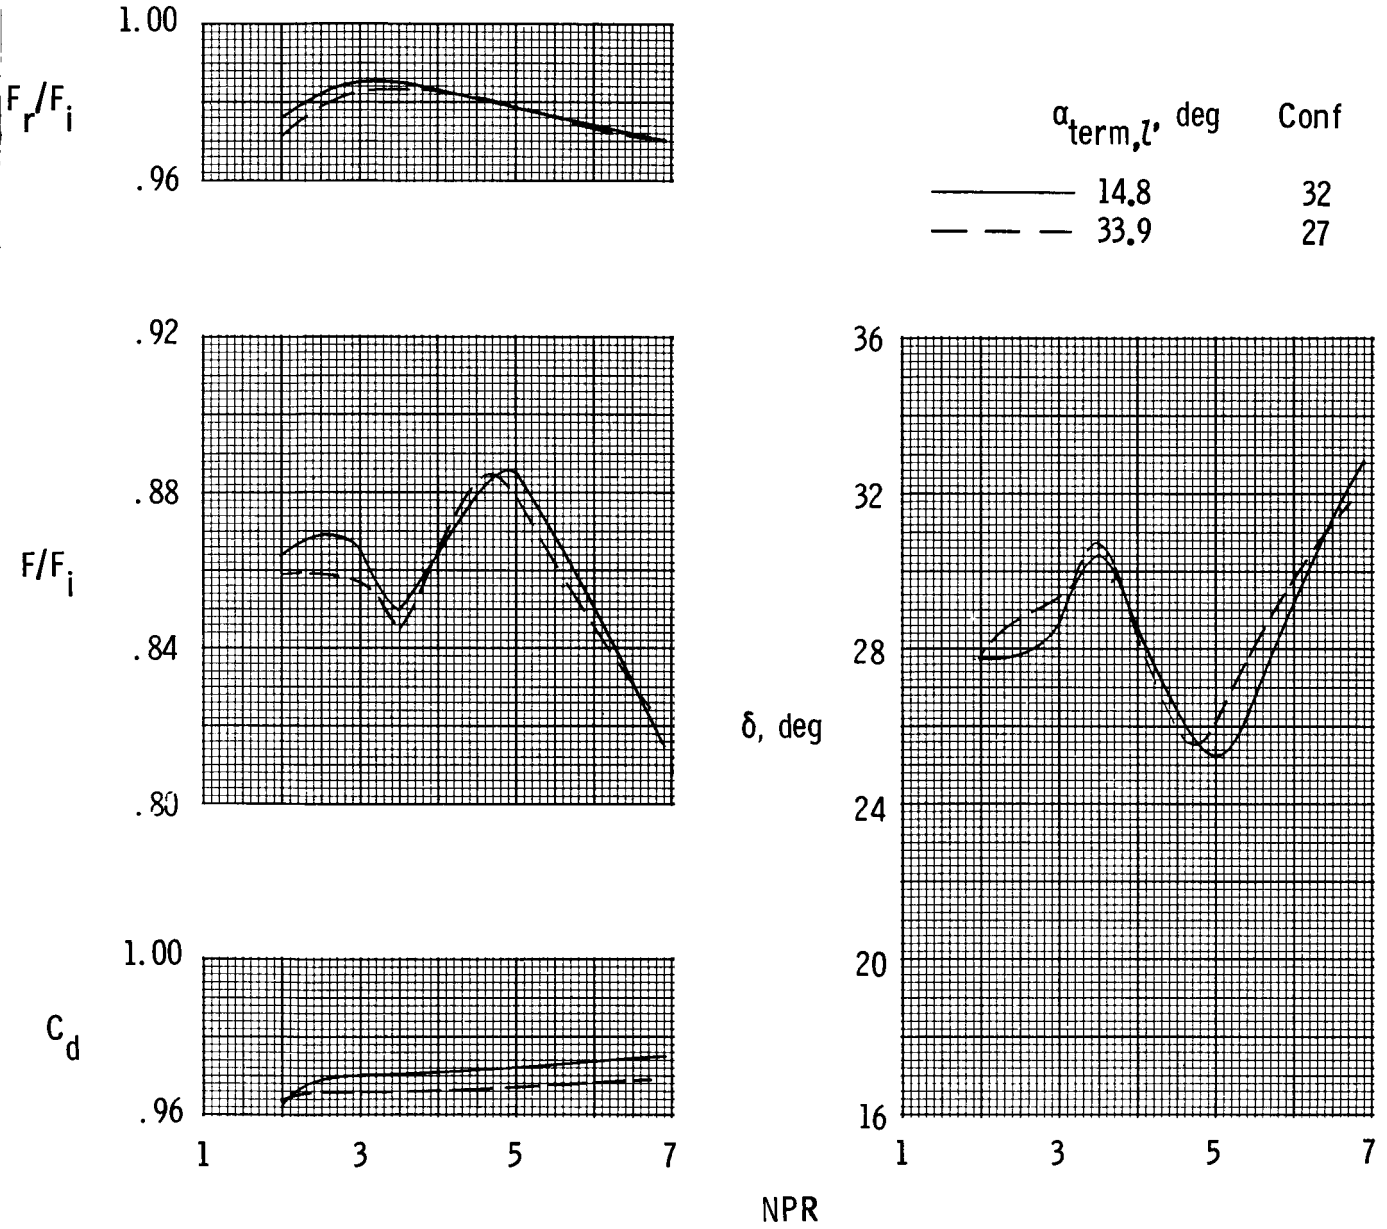 1.00
F_r/F_i
.96
α_term,l, deg Conf
14.8 32
33.9 27
.92
.88
F/F_i
.84
.80
1.00
C_d
.96
1 3 5 7
36
32
28
δ, deg
24
20
16
1 3 5 7
NPR